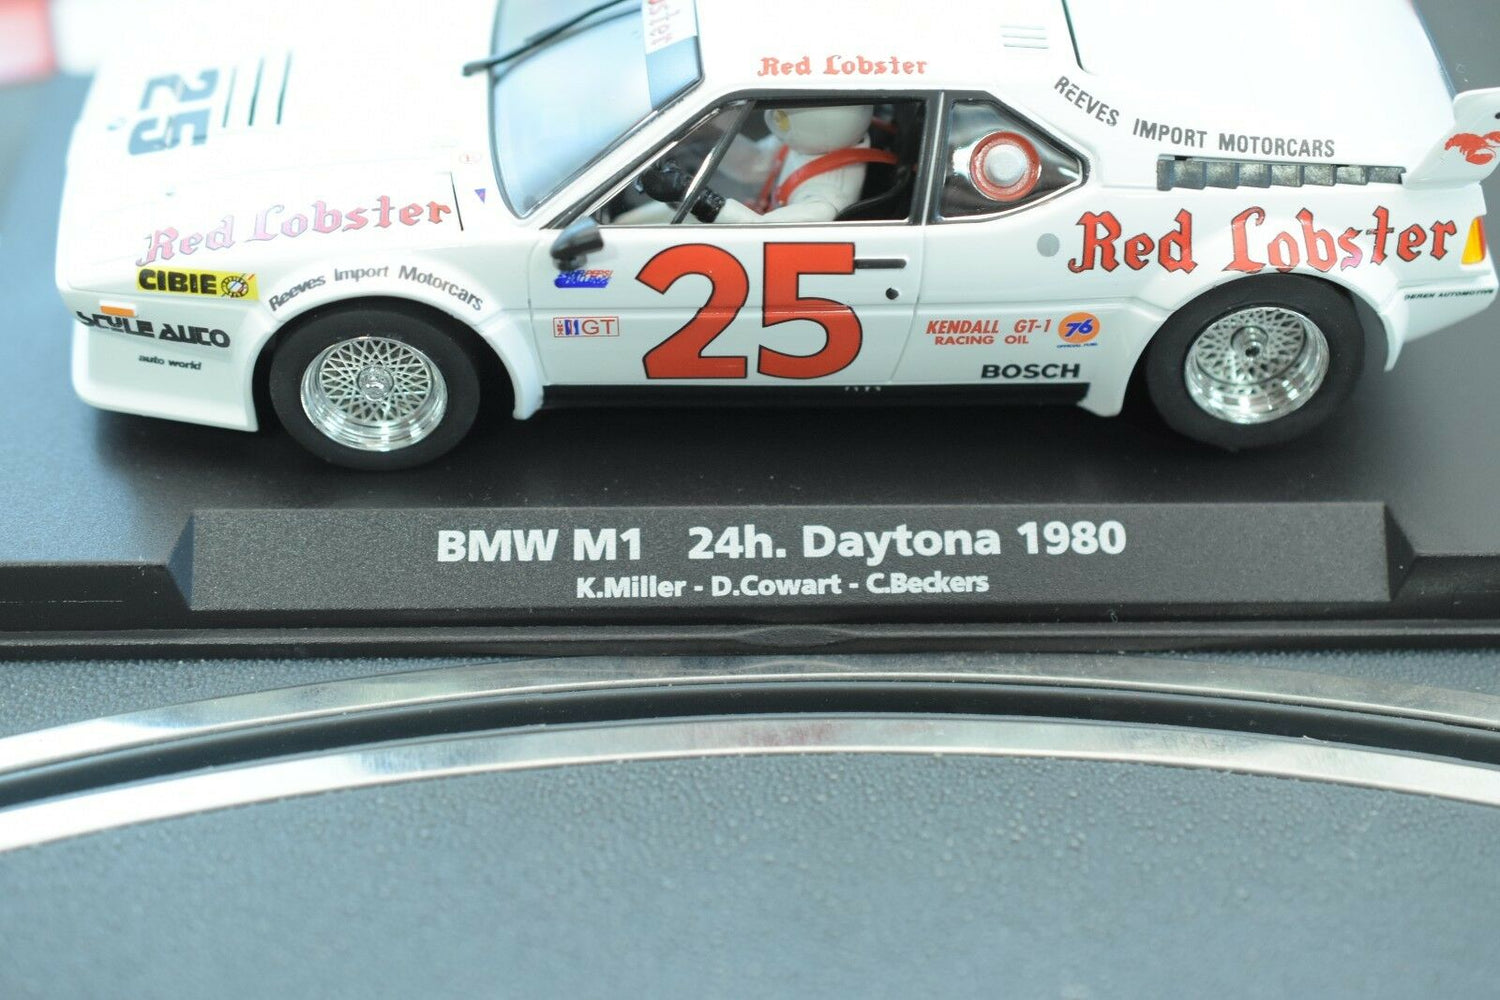 25
Red Lobster
REEVES IMPORT MOTORCARS
Red Lobster
Red Lobster
CIBIE
Reeves Import Motorcars
25
GT
KENDALL GT-1
RACING OIL
76
BOSCH
AUTO
auto world
BMW M1 24h. Daytona 1980
K.Miller - D.Cowart - C.Beckers